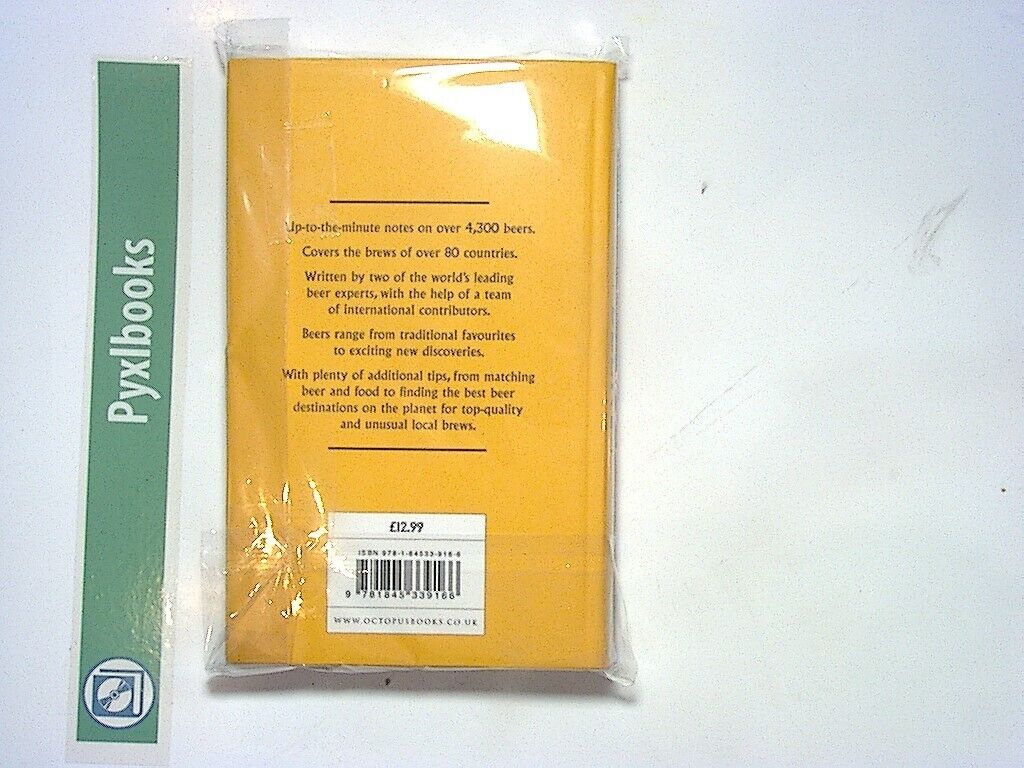 Pyxlbooks
Up-to-the-minute notes on over 4,300 beers.
Covers the brews of over 80 countries.
Written by two of the world's leading
beer experts, with the help of a team
of international contributors.
Beers range from traditional favourites
to exciting new discoveries.
With plenty of additional tips, from matching
beer and food to finding the best beer
destinations on the planet for top-quality
and unusual local brews.
£12.99
ISBN 978-1-84533-916-6
9 781845 339166
WWW.OCTOPUSBOOKS.CO.UK